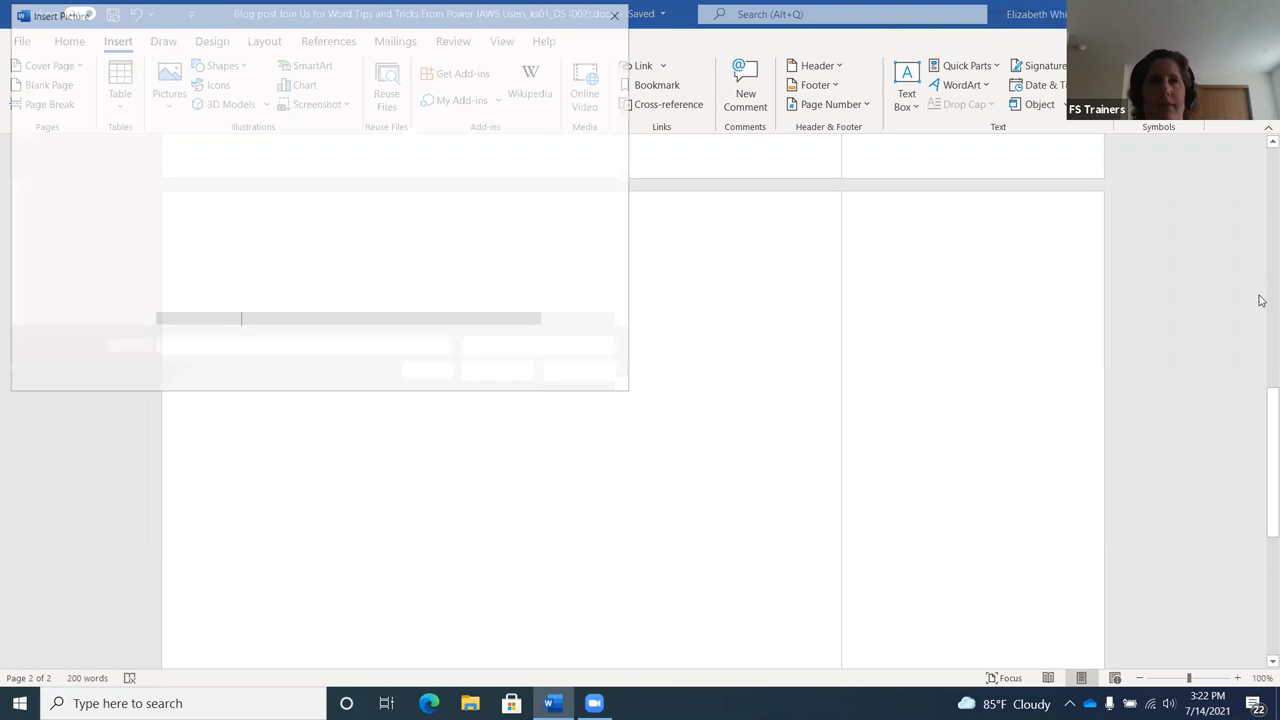 Insert Picture
Blog post Join Us for Word Tips and Tricks From Power JAWS Users_ks01_DS (002).do
Saved
Search (Alt+Q)
Elizabeth Whi
File Home Insert Draw Design Layout References Mailings Review View Help
Cover Page
Blank Page
Page Break
Pages
Table
Tables
Pictures
Shapes
Icons
3D Models
SmartArt
Chart
Screenshot
Illustrations
Reuse
Files
Reuse Files
Get Add-ins
My Add-ins
Wikipedia
Add-ins
Online
Video
Media
Link
Bookmark
Cross-reference
Links
New
Comment
Comments
Header
Footer
Page Number
Header & Footer
Text
Box
Quick Parts
WordArt
Drop Cap
Signature
Date & Ti
Object
Text
Symbols
FS Trainers
Page 2 of 2 200 words
Focus
100%
Type here to search
85°F Cloudy
3:22 PM
7/14/2021
22